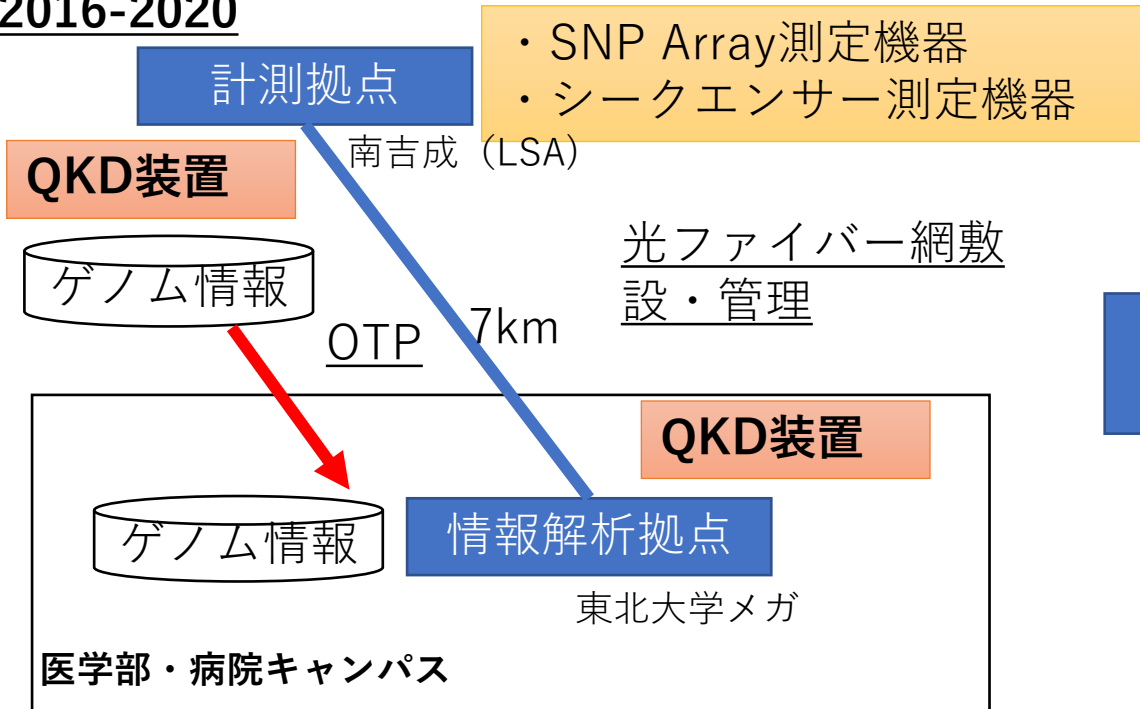 2016-2020
計測拠点
・SNP Array測定機器
・シークエンサー測定機器
南吉成（LSA）
QKD装置
ゲノム情報
光ファイバー網敷
設・管理
OTP
7km
QKD装置
ゲノム情報
情報解析拠点
東北大学メガ
医学部・病院キャンパス